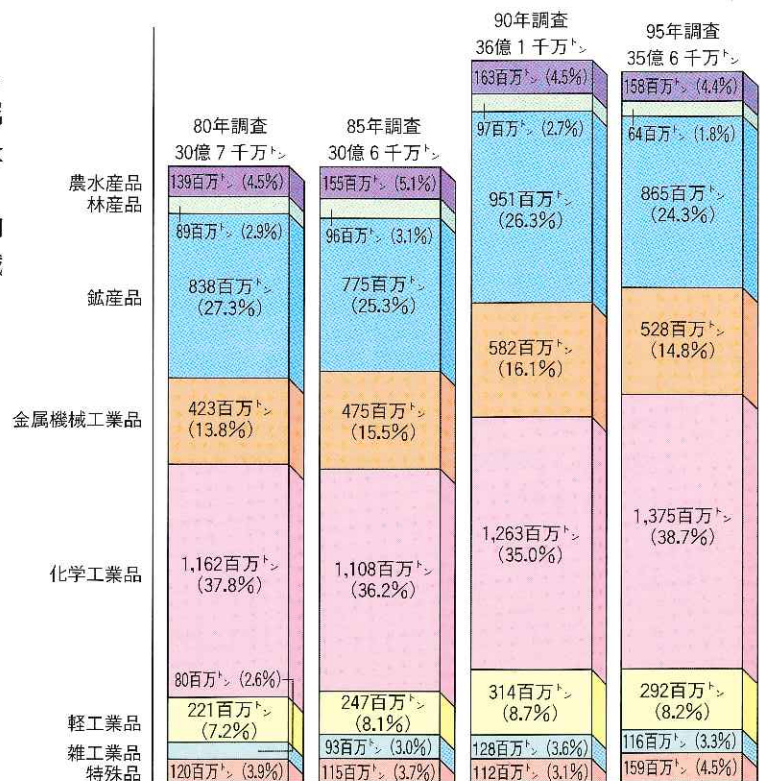 90年調査
36億1千万トン
95年調査
35億6千万トン
80年調査
30億7千万トン
85年調査
30億6千万トン
農水産品
林産品
鉱産品
金属機械工業品
化学工業品
軽工業品
雑工業品
特殊品
139百万トン (4.5%)
89百万トン (2.9%)
838百万トン
(27.3%)
423百万トン
(13.8%)
1,162百万トン
(37.8%)
80百万トン (2.6%)
221百万トン
(7.2%)
120百万トン (3.9%)
155百万トン (5.1%)
96百万トン (3.1%)
775百万トン
(25.3%)
475百万トン
(15.5%)
1,108百万トン
(36.2%)
247百万トン
(8.1%)
93百万トン (3.0%)
115百万トン (3.7%)
163百万トン (4.5%)
97百万トン (2.7%)
951百万トン
(26.3%)
582百万トン
(16.1%)
1,263百万トン
(35.0%)
314百万トン
(8.7%)
128百万トン (3.6%)
112百万トン (3.1%)
158百万トン (4.4%)
64百万トン (1.8%)
865百万トン
(24.3%)
528百万トン
(14.8%)
1,375百万トン
(38.7%)
292百万トン
(8.2%)
116百万トン (3.3%)
159百万トン (4.5%)